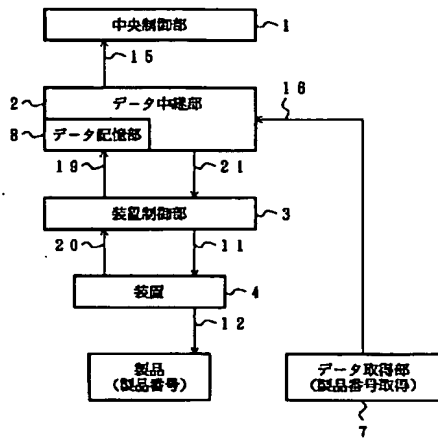 中央制御部
1
15
2
データ中継部
16
8
データ記憶部
19
21
装置制御部
3
20
11
装置
4
12
製品
(製品番号)
データ取得部
(製品番号取得)
7